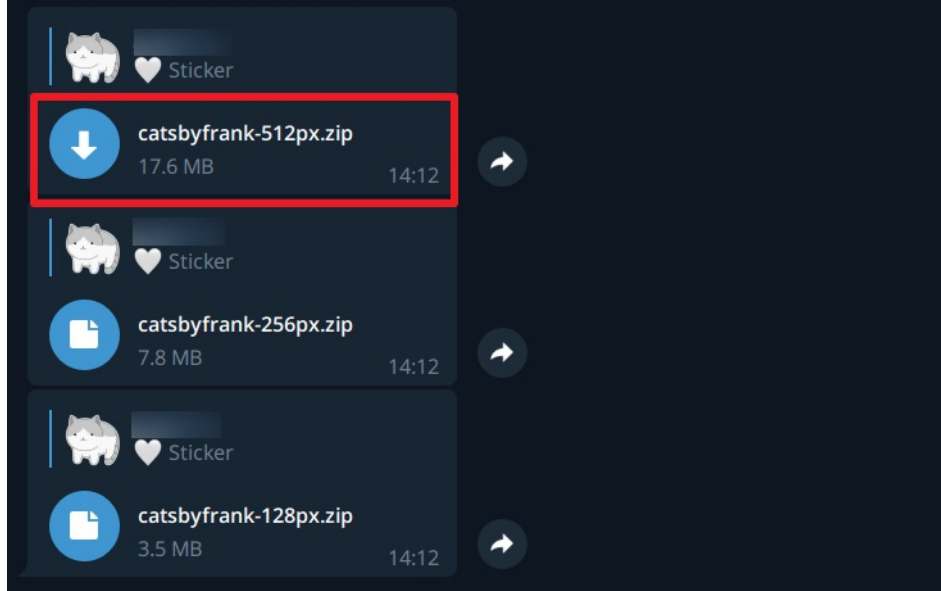 🤍 Sticker
catsbyfrank-512px.zip
17.6 MB
14:12
🤍 Sticker
catsbyfrank-256px.zip
7.8 MB
14:12
🤍 Sticker
catsbyfrank-128px.zip
3.5 MB
14:12